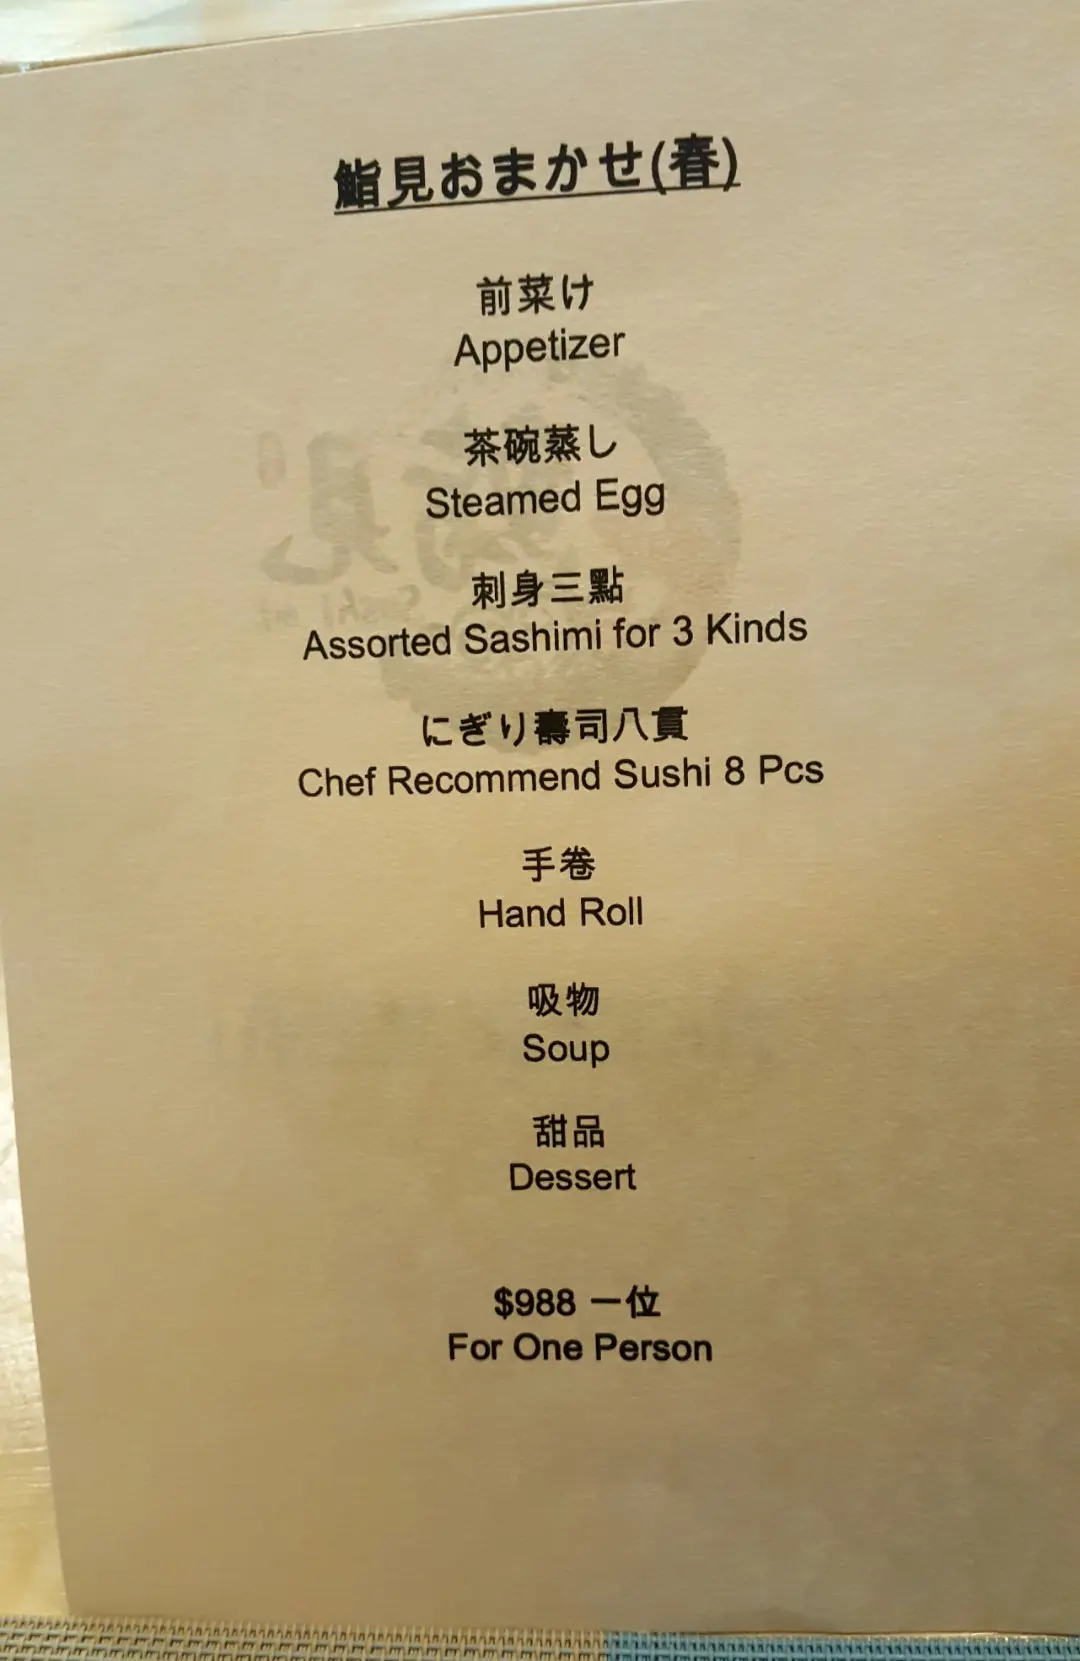 鮨見おまかせ(春)
前菜け
Appetizer
茶碗蒸し
Steamed Egg
刺身三點
Assorted Sashimi for 3 Kinds
にぎり壽司八貫
Chef Recommend Sushi 8 Pcs
手卷
Hand Roll
吸物
Soup
甜品
Dessert
$988 一位
For One Person